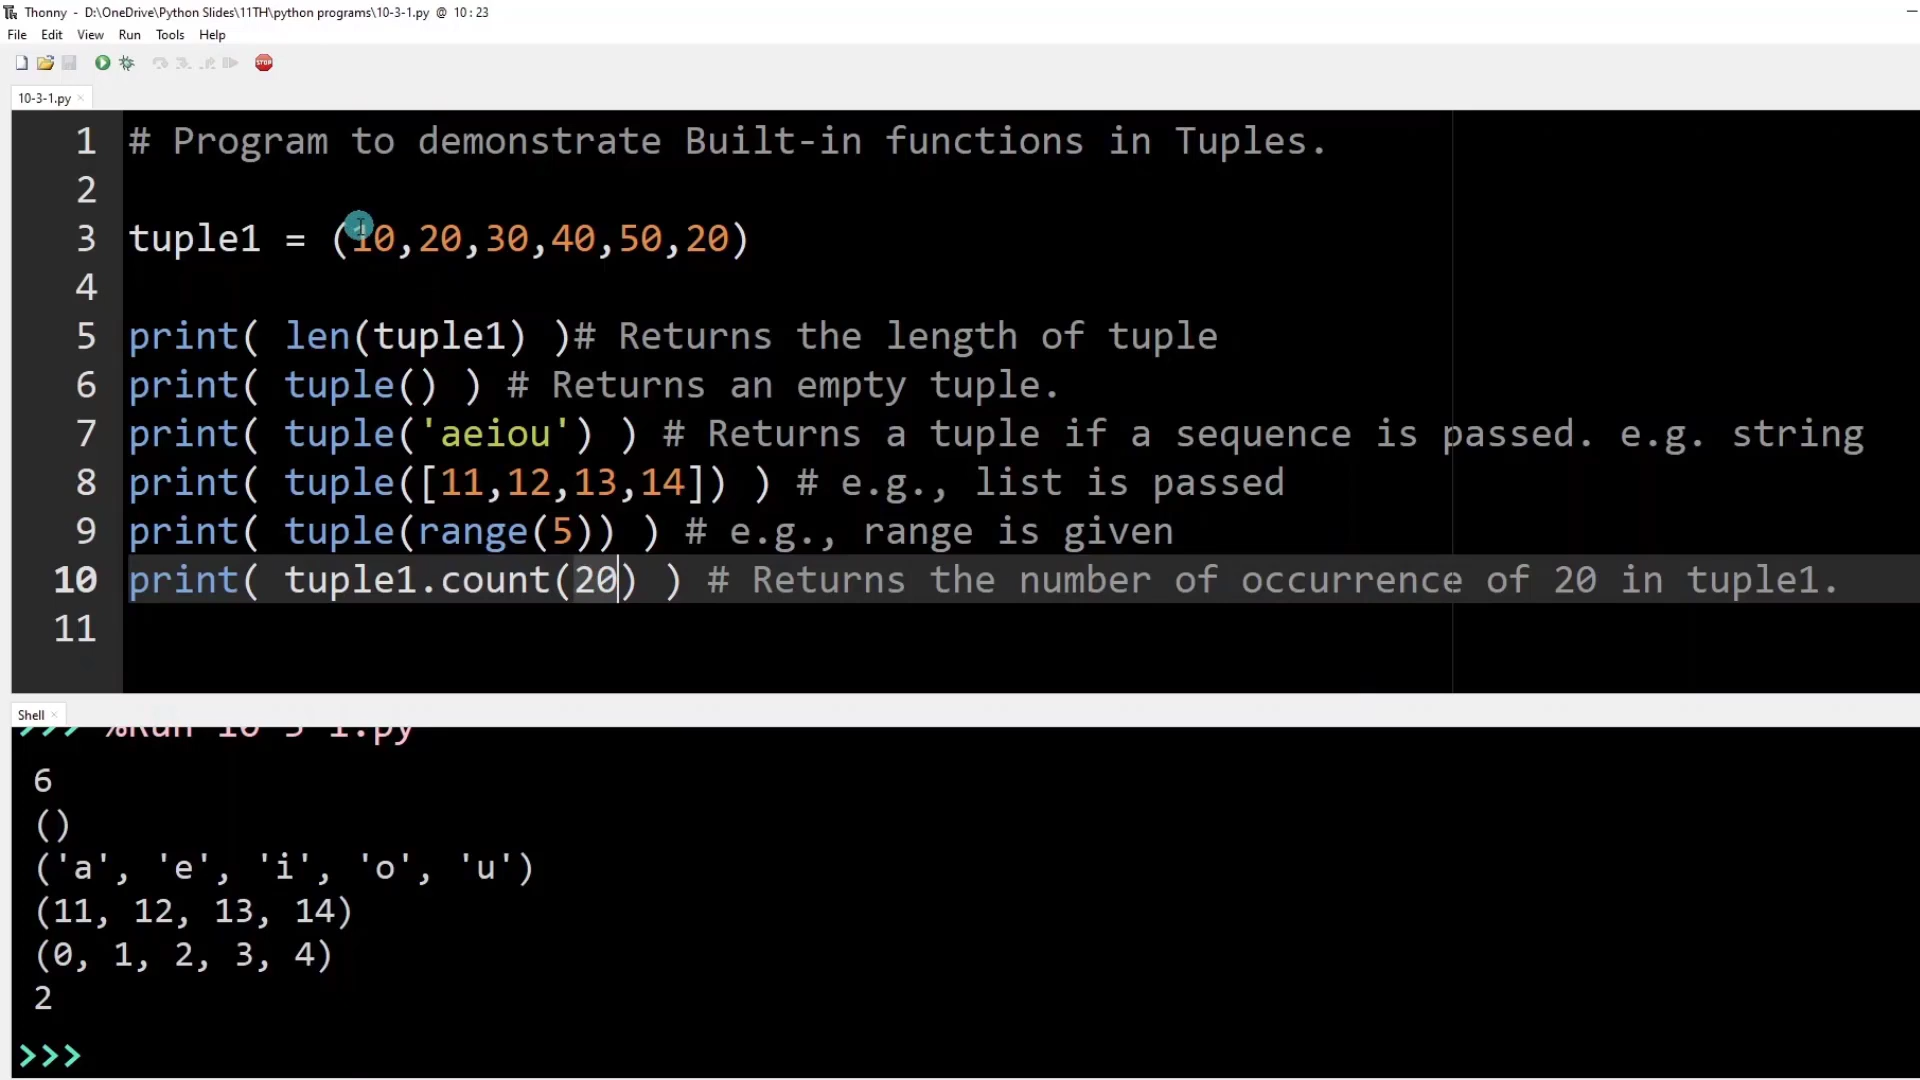 Thonny - D:\OneDrive\Python Slides\11TH\python programs\10-3-1.py @ 10 : 23
File Edit View Run Tools Help
STOP
10-3-1.py ×
1 # Program to demonstrate Built-in functions in Tuples.
2
3 tuple1 = (10,20,30,40,50,20)
4
5 print( len(tuple1) )# Returns the length of tuple
6 print( tuple() ) # Returns an empty tuple.
7 print( tuple('aeiou') ) # Returns a tuple if a sequence is passed. e.g. string
8 print( tuple([11,12,13,14]) ) # e.g., list is passed
9 print( tuple(range(5)) ) # e.g., range is given
10 print( tuple1.count(20) ) # Returns the number of occurrence of 20 in tuple1.
11
Shell ×
>>> %Run 10-3-1.py
6
()
('a', 'e', 'i', 'o', 'u')
(11, 12, 13, 14)
(0, 1, 2, 3, 4)
2
>>>